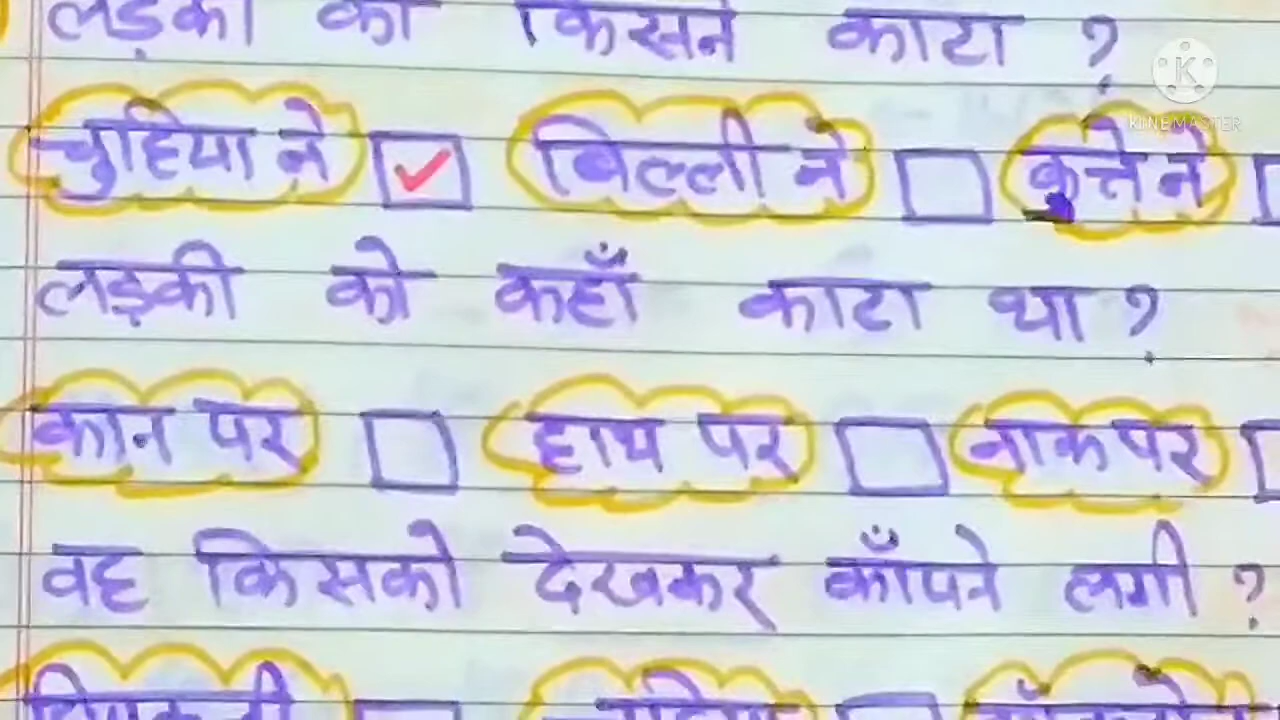 लड़की को किसने काटा ?
K
KINEMASTER
चुहिया ने ✓ बिल्ली ने कुत्ते ने
लड़की को कहाँ काटा था ?
कान पर हाथ पर नाक पर
वह किसको देखकर काँपने लगी ?